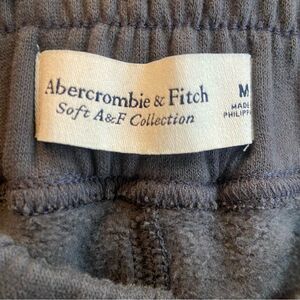 Abercrombie & Fitch
Soft A&F Collection
M
MADE
PHILIPP